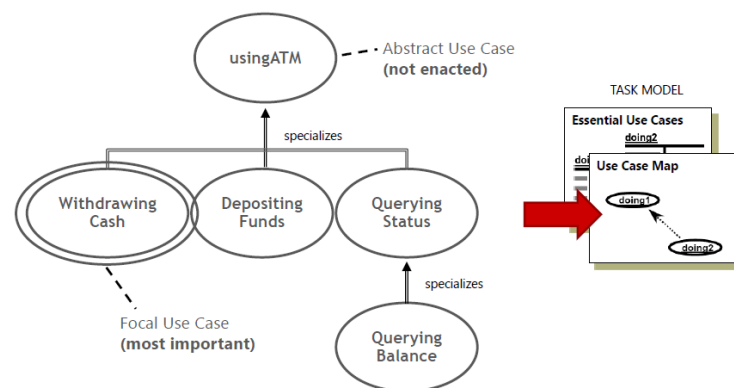 usingATM
Abstract Use Case
(not enacted)
specializes
Withdrawing
Cash
Depositing
Funds
Querying
Status
specializes
Focal Use Case
(most important)
Querying
Balance
TASK MODEL
Essential Use Cases
doing2
Use Case Map
doing1
doing2